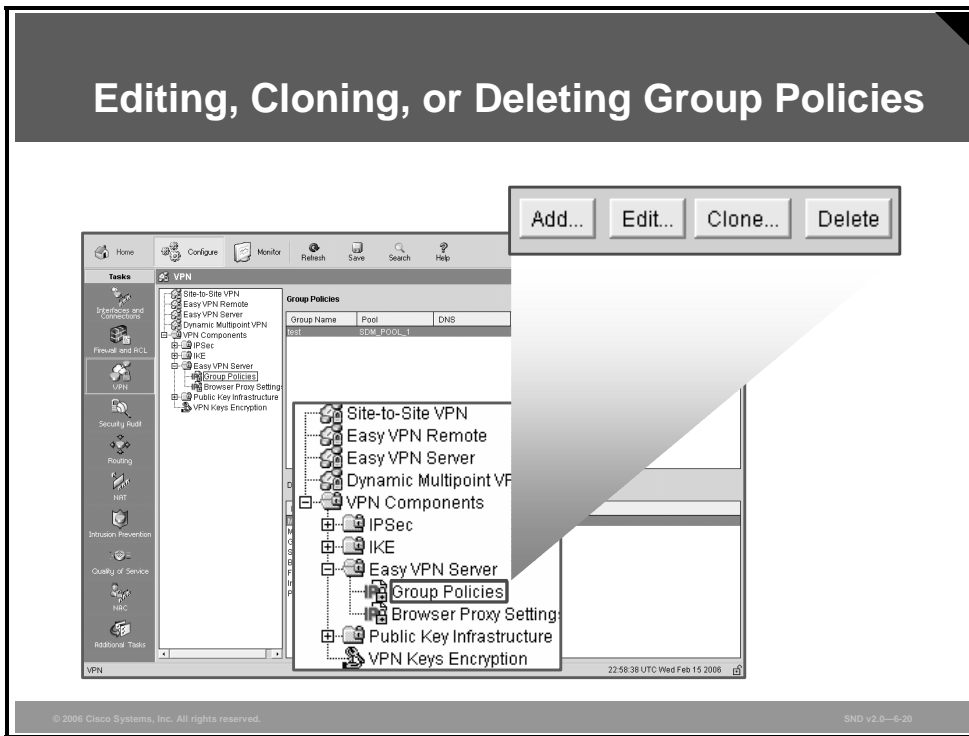 Editing, Cloning, or Deleting Group Policies
Add... Edit... Clone... Delete
Home Configure Monitor Refresh Save Search Help
Tasks VPN
Interfaces and Connections
Firewall and ACL
VPN
Security Audit
Routing
NAT
Intrusion Prevention
Quality of Service
NAC
Additional Tasks
Site-to-Site VPN
Easy VPN Remote
Easy VPN Server
Dynamic Multipoint VPN
VPN Components
IPSec
IKE
Easy VPN Server
Group Policies
Browser Proxy Settings
Public Key Infrastructure
VPN Keys Encryption
Group Policies
Group Name Pool DNS
test SDM_POOL_1
Site-to-Site VPN
Easy VPN Remote
Easy VPN Server
Dynamic Multipoint VP
VPN Components
IPSec
IKE
Easy VPN Server
Group Policies
Browser Proxy Setting
Public Key Infrastructure
VPN Keys Encryption
VPN 22:58:38 UTC Wed Feb 15 2006
© 2006 Cisco Systems, Inc. All rights reserved. SND v2.0—6-20